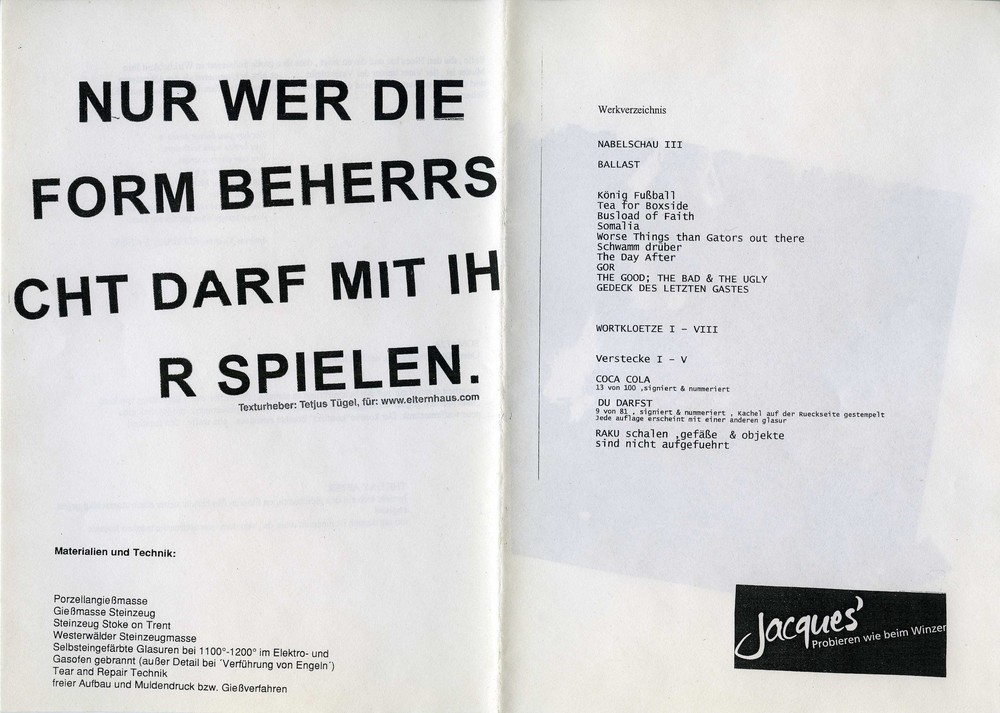 NUR WER DIE
FORM BEHERRS
CHT DARF MIT IH
R SPIELEN.
Texturheber: Tetjus Tügel, für: www.elternhaus.com
Materialien und Technik:
Porzellangießmasse
Gießmasse Steinzeug
Steinzeug Stoke on Trent
Westerwälder Steinzeugmasse
Selbsteingefärbte Glasuren bei 1100°-1200° im Elektro- und
Gasofen gebrannt (außer Detail bei ´Verführung von Engeln´)
Tear and Repair Technik
freier Aufbau und Muldendruck bzw. Gießverfahren
Werkverzeichnis
NABELSCHAU III
BALLAST
König Fußball
Tea for Boxside
Busload of Faith
Somalia
Worse Things than Gators out there
Schwamm drüber
The Day After
GOR
THE GOOD; THE BAD & THE UGLY
GEDECK DES LETZTEN GASTES
WORTKLOETZE I – VIII
Verstecke I – V
COCA COLA
13 von 100 ,signiert & nummeriert
DU DARFST
9 von 81 , signiert & nummeriert , Kachel auf der Rueckseite gestempelt
Jede auflage erscheint mit einer anderen glasur
RAKU schalen ,gefäße & objekte
sind nicht aufgefuehrt
Jacques'
Probieren wie beim Winzer